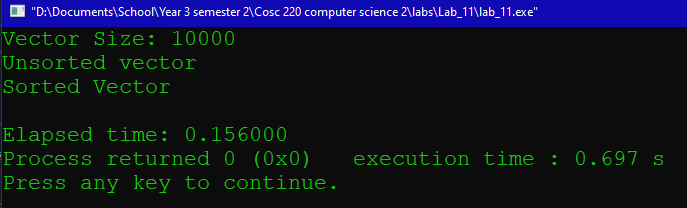 "D:\Documents\School\Year 3 semester 2\Cosc 220 computer science 2\labs\Lab_11\lab_11.exe"
Vector Size: 10000
Unsorted vector
Sorted Vector
Elapsed time: 0.156000
Process returned 0 (0x0)   execution time : 0.697 s
Press any key to continue.